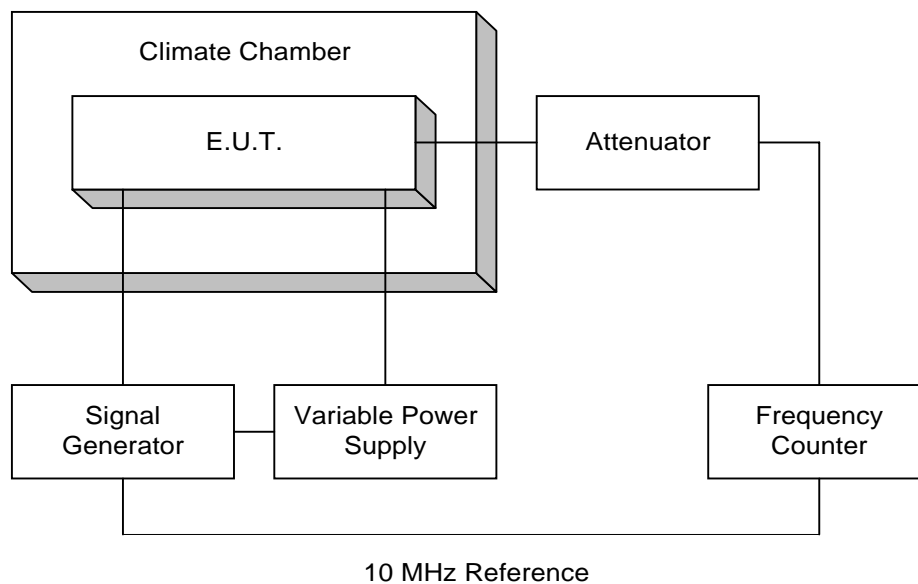 Climate Chamber
E.U.T.
Attenuator
Signal
Generator
Variable Power
Supply
Frequency
Counter
10 MHz Reference